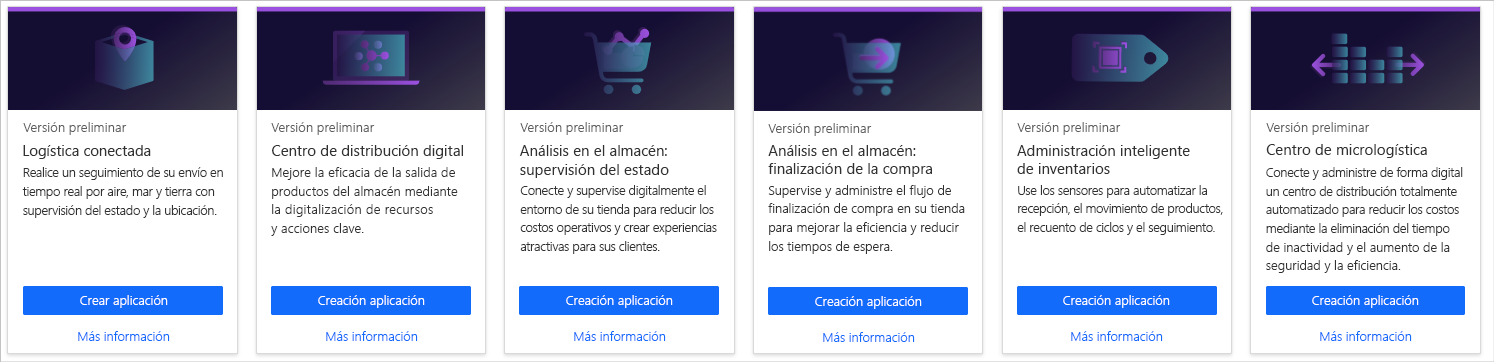 Versión preliminar
Logística conectada
Realice un seguimiento de su envío en
tiempo real por aire, mar y tierra con
supervisión del estado y la ubicación.
Crear aplicación
Más información
Versión preliminar
Centro de distribución digital
Mejore la eficacia de la salida de
productos del almacén mediante
la digitalización de recursos
y acciones clave.
Creación aplicación
Más información
Versión preliminar
Análisis en el almacén:
supervisión del estado
Conecte y supervise digitalmente el
entorno de su tienda para reducir los
costos operativos y crear experiencias
atractivas para sus clientes.
Creación aplicación
Más información
Versión preliminar
Análisis en el almacén:
finalización de la compra
Supervise y administre el flujo de
finalización de compra en su tienda
para mejorar la eficiencia y reducir
los tiempos de espera.
Creación aplicación
Más información
Versión preliminar
Administración inteligente
de inventarios
Use los sensores para automatizar la
recepción, el movimiento de productos,
el recuento de ciclos y el seguimiento.
Creación aplicación
Más información
Versión preliminar
Centro de micrologística
Conecte y administre de forma digital
un centro de distribución totalmente
automatizado para reducir los costos
mediante la eliminación del tiempo
de inactividad y el aumento de la
seguridad y la eficiencia.
Creación aplicación
Más información